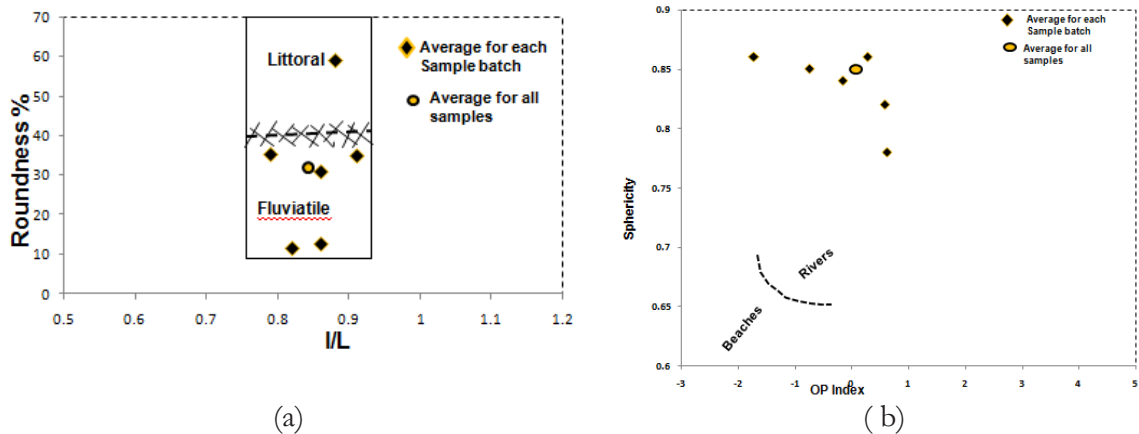 70
60
50
40
30
20
10
0
Roundness %
Littoral
Fluviatile
Average for each
Sample batch
Average for all
samples
0.5 0.6 0.7 0.8 0.9 1 1.1 1.2
I/L
(a)
0.9
0.85
0.8
0.75
0.7
0.65
0.6
Sphericity
Average for each
Sample batch
Average for all
samples
Rivers
Beaches
-3 -2 -1 0 1 2 3 4 5
OP Index
( b)